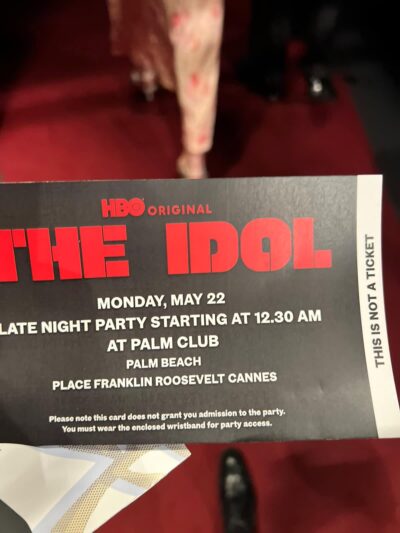 HBO ORIGINAL
THE IDOL
MONDAY, MAY 22
LATE NIGHT PARTY STARTING AT 12.30 AM
AT PALM CLUB
PALM BEACH
PLACE FRANKLIN ROOSEVELT CANNES
Please note this card does not grant you admission to the party.
You must wear the enclosed wristband for party access.
THIS IS NOT A TICKET